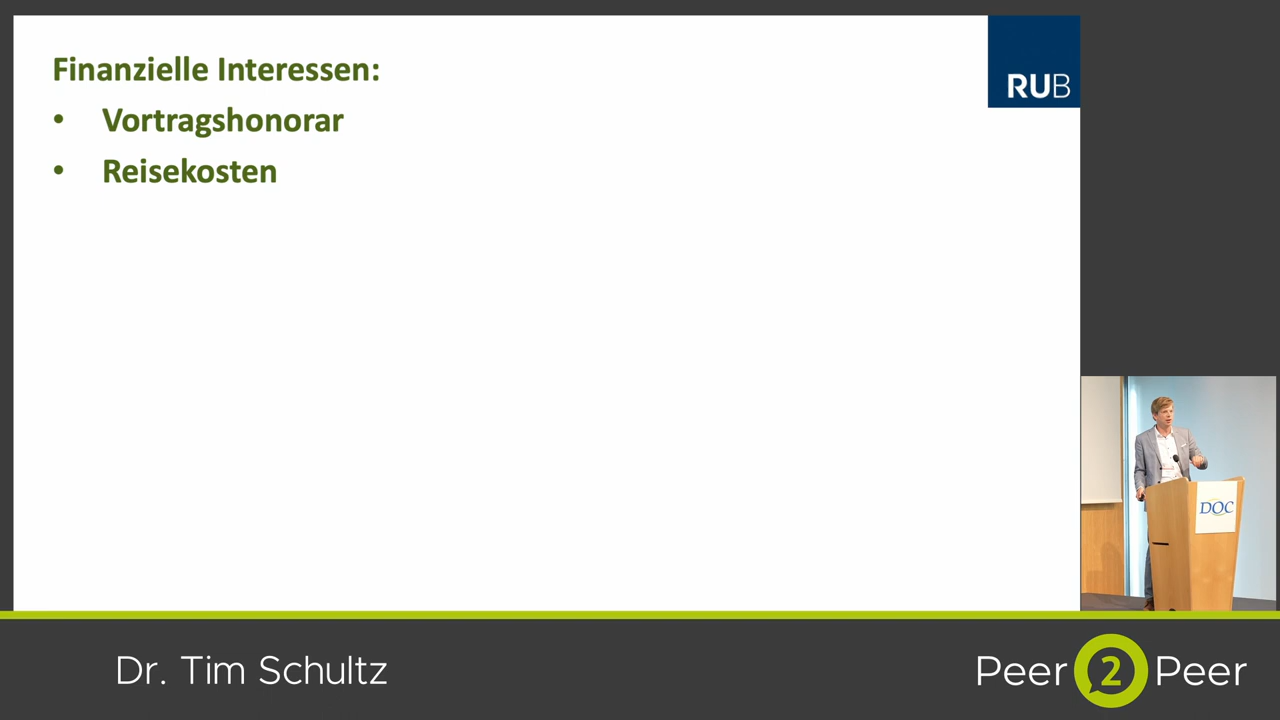 Finanzielle Interessen:
• Vortragshonorar
• Reisekosten
RUB
DOC
Dr. Tim Schultz
Peer 2 Peer